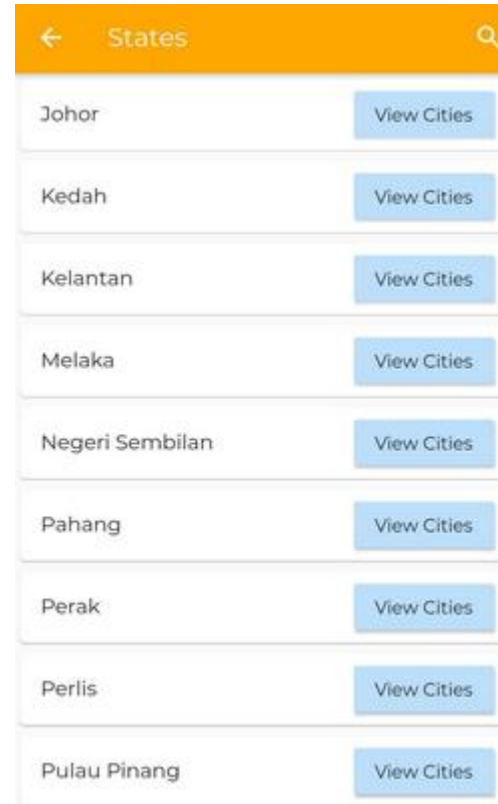 States
Johor View Cities
Kedah View Cities
Kelantan View Cities
Melaka View Cities
Negeri Sembilan View Cities
Pahang View Cities
Perak View Cities
Perlis View Cities
Pulau Pinang View Cities